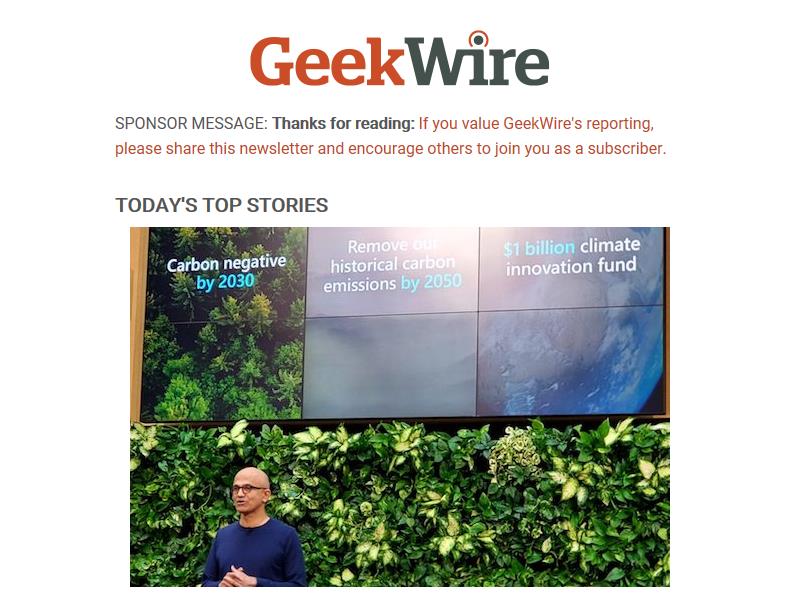 GeekWire
SPONSOR MESSAGE: Thanks for reading: If you value GeekWire's reporting,
please share this newsletter and encourage others to join you as a subscriber.
TODAY'S TOP STORIES
Carbon negative
by 2030
Remove our
historical carbon
emissions by 2050
$1 billion climate
innovation fund